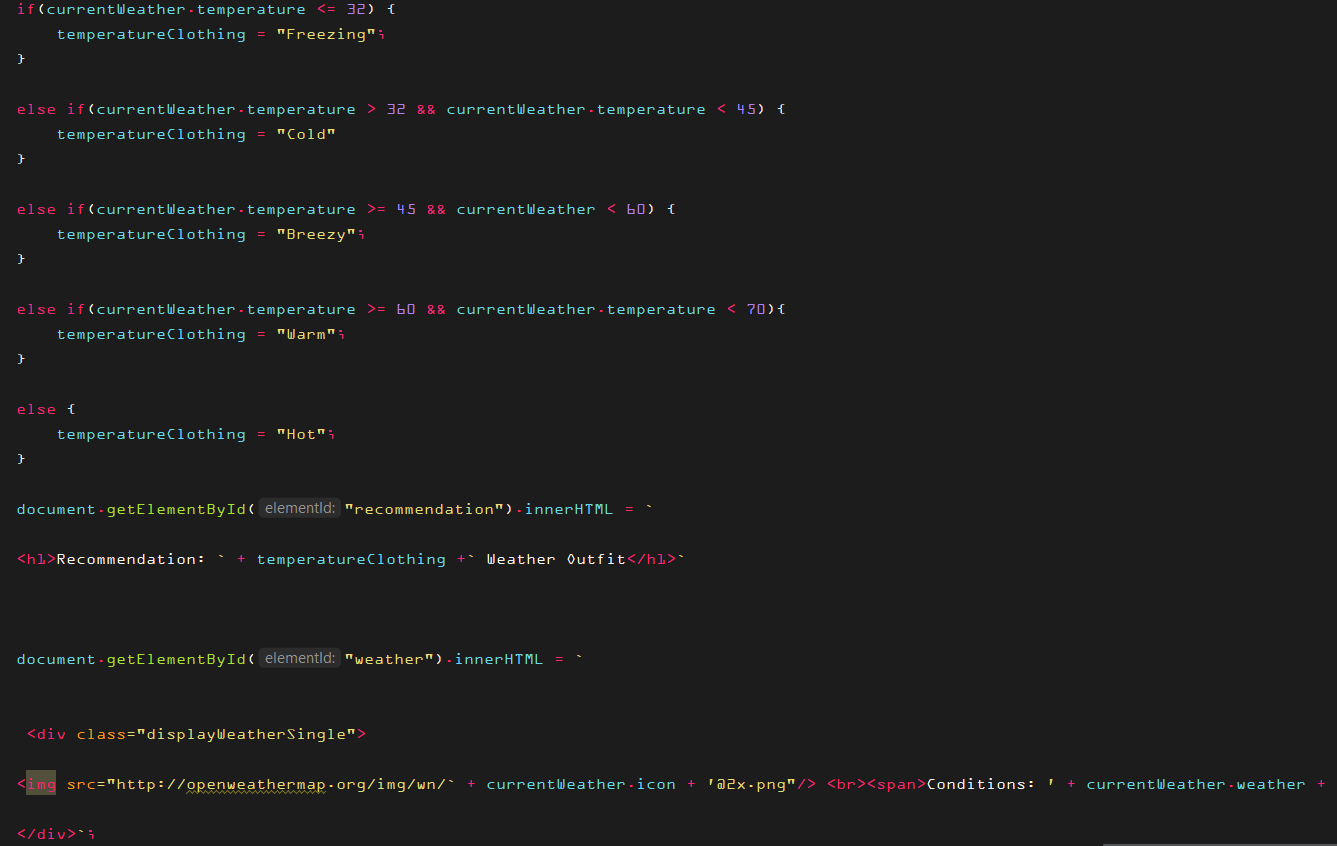 if(currentWeather.temperature <= 32) {
    temperatureClothing = "Freezing";
}
else if(currentWeather.temperature > 32 && currentWeather.temperature < 45) {
    temperatureClothing = "Cold"
}
else if(currentWeather.temperature >= 45 && currentWeather < 60) {
    temperatureClothing = "Breezy";
}
else if(currentWeather.temperature >= 60 && currentWeather.temperature < 70){
    temperatureClothing = "Warm";
}
else {
    temperatureClothing = "Hot";
}
document.getElementById( elementId: "recommendation").innerHTML = `
<h1>Recommendation: ` + temperatureClothing +` Weather Outfit</h1>`
document.getElementById( elementId: "weather").innerHTML = `
 <div class="displayWeatherSingle">
<img src="http://openweathermap.org/img/wn/` + currentWeather.icon + '@2x.png"/> <br><span>Conditions: ' + currentWeather.weather +
</div>`;